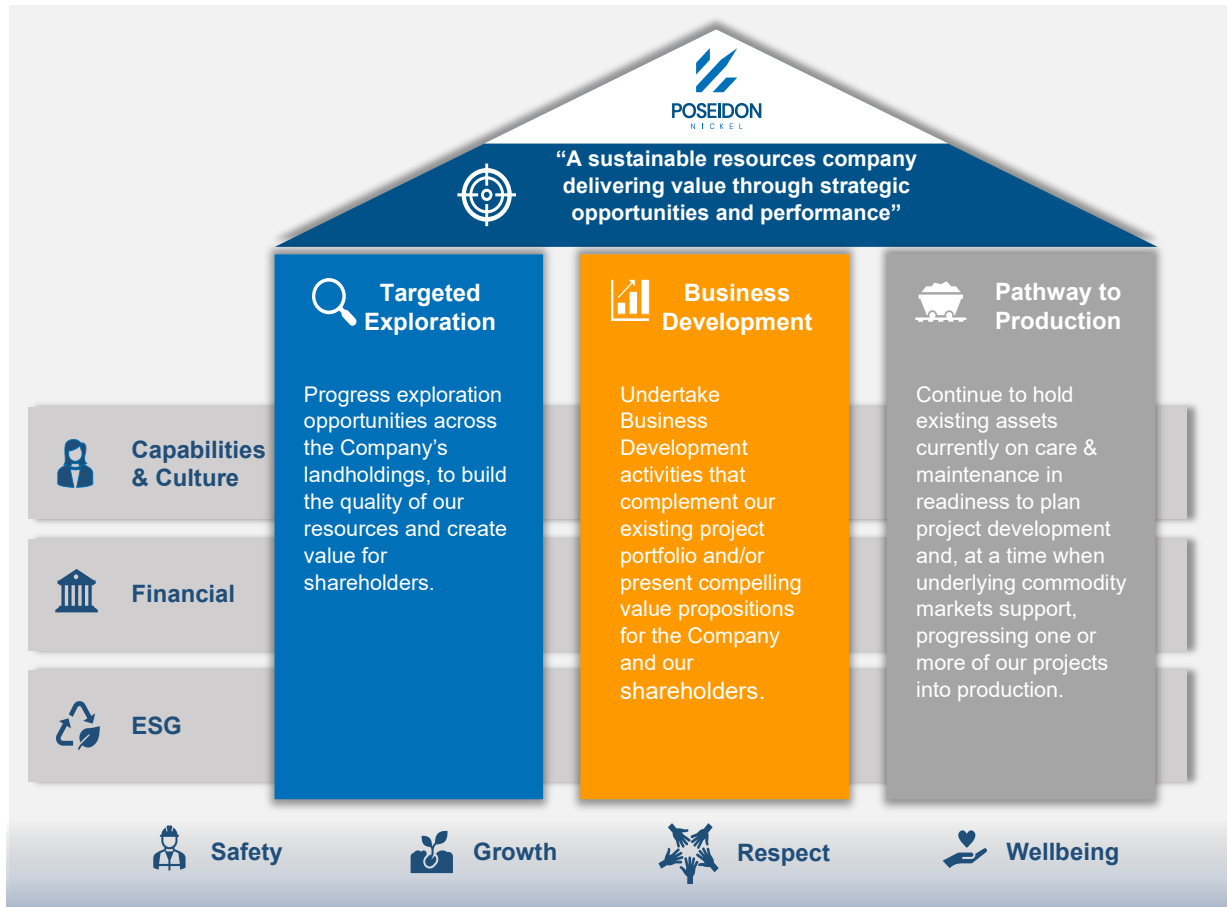 POSEIDON
NICKEL
“A sustainable resources company
delivering value through strategic
opportunities and performance”
Targeted
Exploration
Progress exploration
opportunities across
the Company’s
landholdings, to build
the quality of our
resources and create
value for
shareholders.
Business
Development
Undertake
Business
Development
activities that
complement our
existing project
portfolio and/or
present compelling
value propositions
for the Company
and our
shareholders.
Pathway to
Production
Continue to hold
existing assets
currently on care &
maintenance in
readiness to plan
project development
and, at a time when
underlying commodity
markets support,
progressing one or
more of our projects
into production.
Capabilities
& Culture
Financial
ESG
Safety
Growth
Respect
Wellbeing